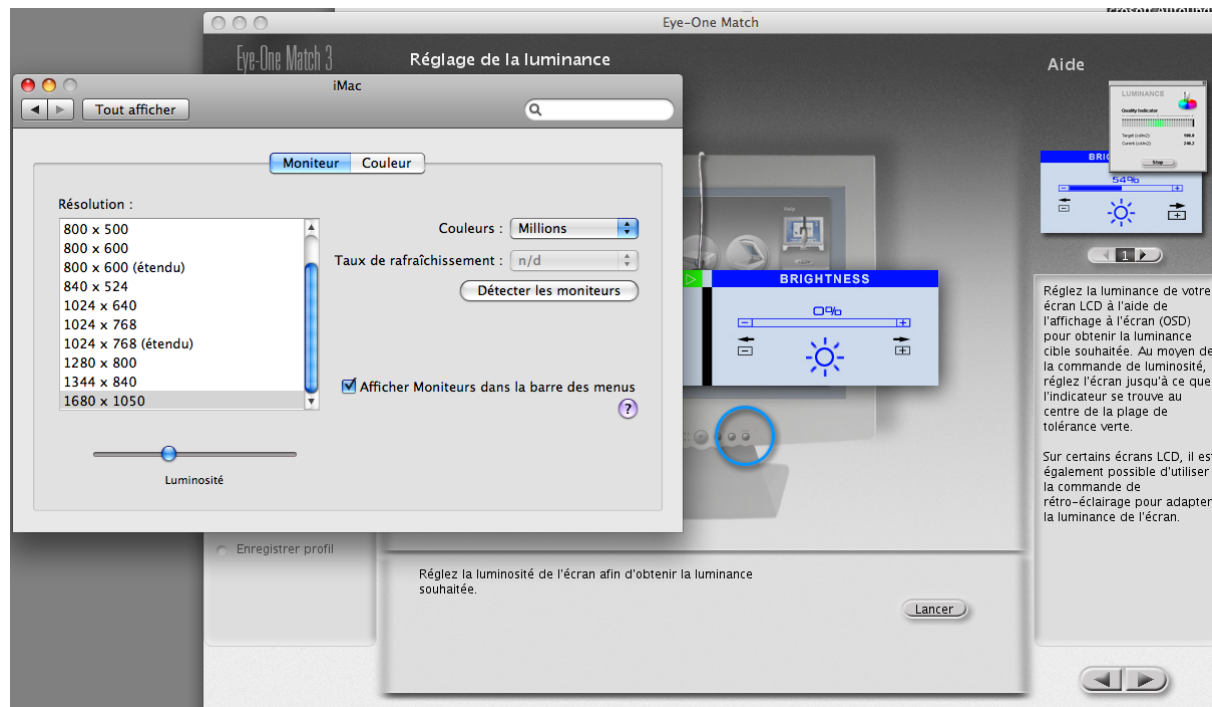 Eye-One Match
Eye-One Match 3
Réglage de la luminance
Aide
iMac
Tout afficher
Moniteur
Couleur
Résolution :
800 x 500
800 x 600
800 x 600 (étendu)
840 x 524
1024 x 640
1024 x 768
1024 x 768 (étendu)
1280 x 800
1344 x 840
1680 x 1050
Couleurs : Millions
Taux de rafraîchissement : n/d
Détecter les moniteurs
Afficher Moniteurs dans la barre des menus
?
Luminosité
Help
BRIGHTNESS
0%
LUMINANCE
Quality Indicator
Target (cd/m2)
Current (cd/m2)
Stop
54%
1
Réglez la luminance de votre
écran LCD à l'aide de
l'affichage à l'écran (OSD)
pour obtenir la luminance
cible souhaitée. Au moyen de
la commande de luminosité,
réglez l'écran jusqu'à ce que
l'indicateur se trouve au
centre de la plage de
tolérance verte.
Sur certains écrans LCD, il est
également possible d'utiliser
la commande de
rétro-éclairage pour adapter
la luminance de l'écran.
Enregistrer profil
Réglez la luminosité de l'écran afin d'obtenir la luminance
souhaitée.
Lancer